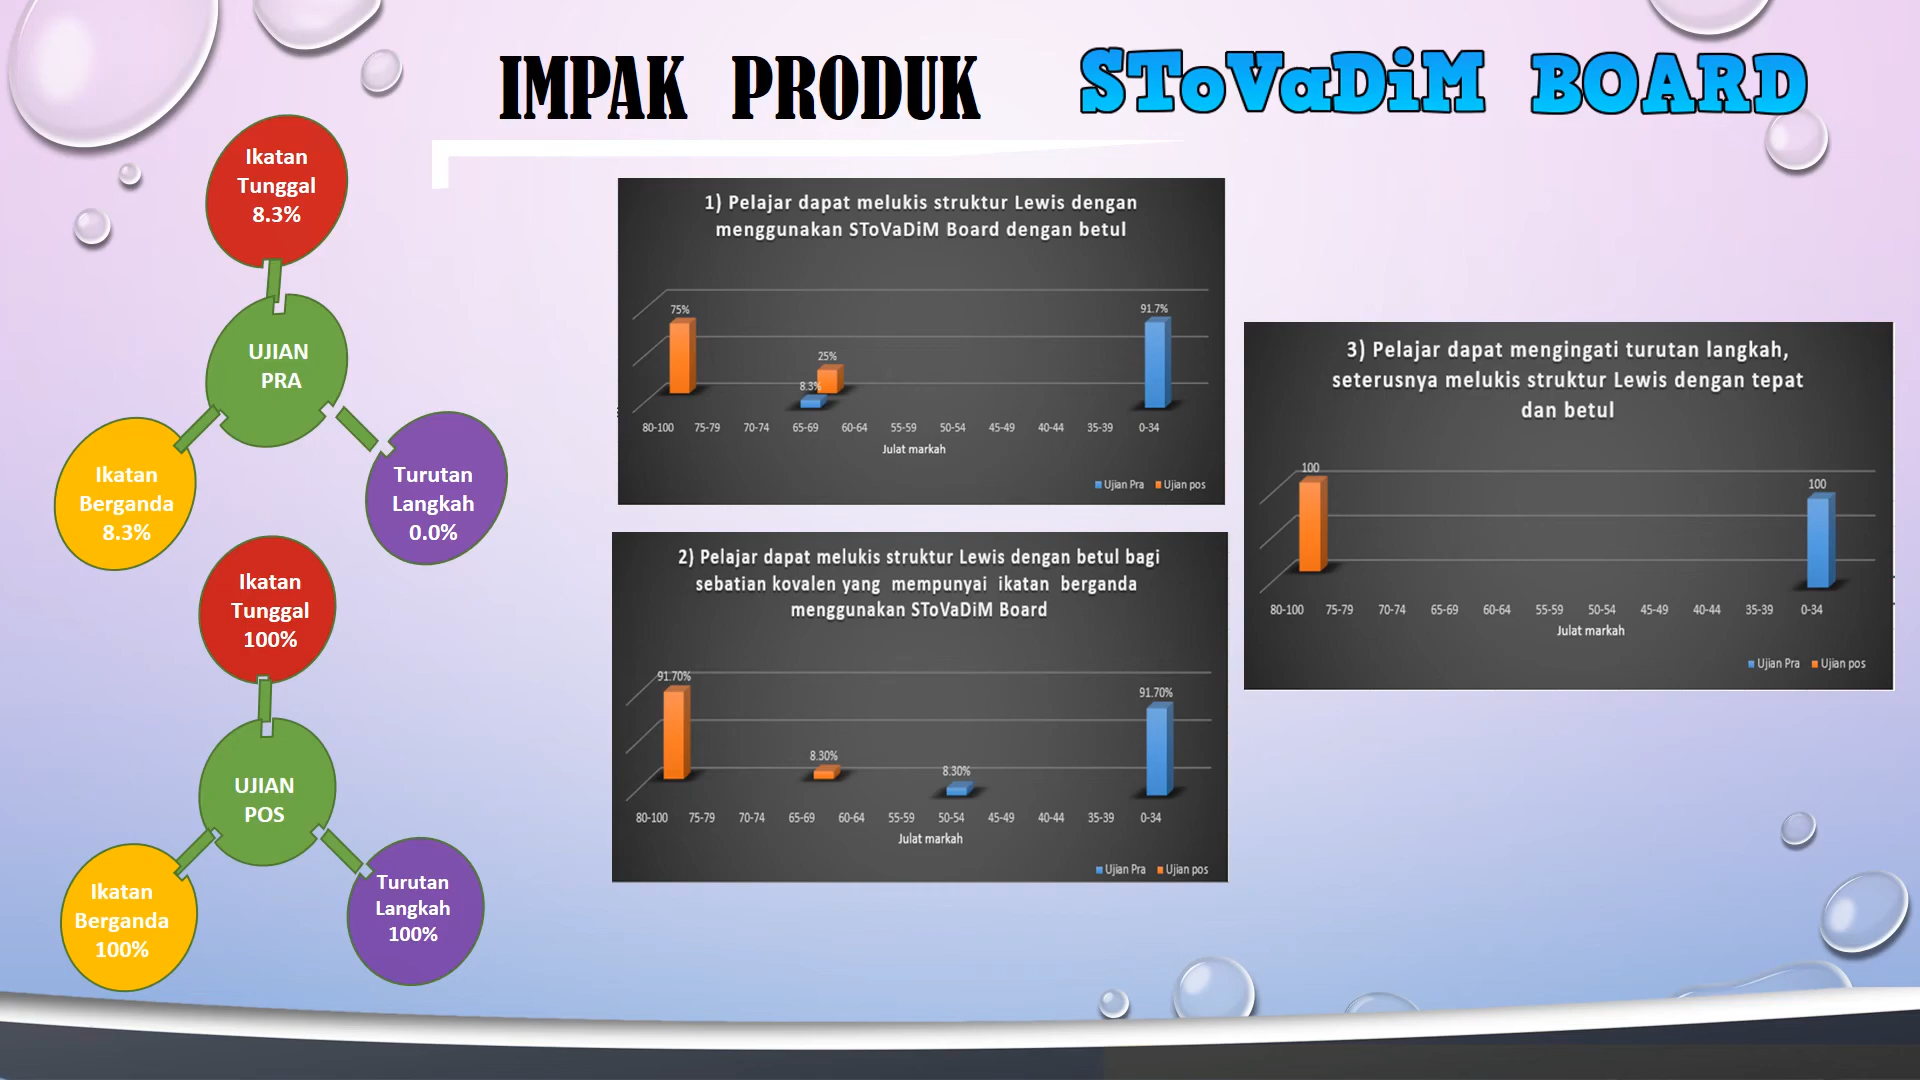 IMPAK PRODUK SToVaDiM BOARD
Ikatan
Tunggal
8.3%
UJIAN
PRA
Ikatan
Berganda
8.3%
Turutan
Langkah
0.0%
Ikatan
Tunggal
100%
UJIAN
POS
Ikatan
Berganda
100%
Turutan
Langkah
100%
1) Pelajar dapat melukis struktur Lewis dengan
menggunakan SToVaDiM Board dengan betul
75%
25%
8.3%
91.7%
80-100 75-79 70-74 65-69 60-64 55-59 50-54 45-49 40-44 35-39 0-34
Julat markah
Ujian Pra Ujian pos
2) Pelajar dapat melukis struktur Lewis dengan betul bagi
sebatian kovalen yang mempunyai ikatan berganda
menggunakan SToVaDiM Board
91.70%
8.30%
8.30%
91.70%
80-100 75-79 70-74 65-69 60-64 55-59 50-54 45-49 40-44 35-39 0-34
Julat markah
Ujian Pra Ujian pos
3) Pelajar dapat mengingati turutan langkah,
seterusnya melukis struktur Lewis dengan tepat
dan betul
100
100
80-100 75-79 70-74 65-69 60-64 55-59 50-54 45-49 40-44 35-39 0-34
Julat markah
Ujian Pra Ujian pos